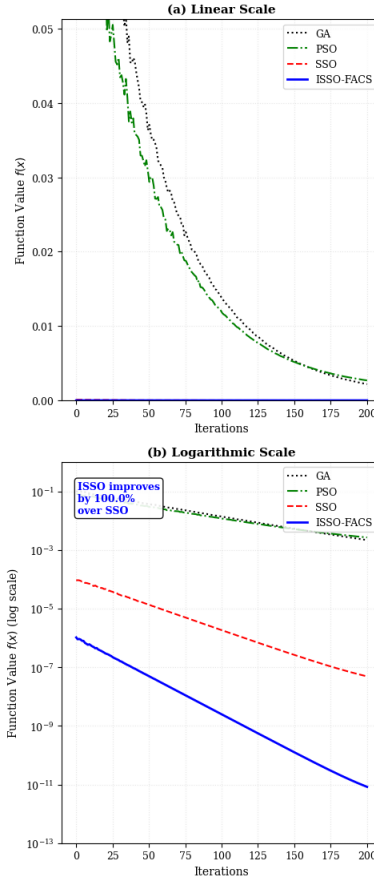 (a) Linear Scale
0.05
0.04
0.03
0.02
0.01
0.00
Function Value f(x)
GA
PSO
SSO
ISSO-FACS
0 25 50 75 100 125 150 175 200
Iterations
(b) Logarithmic Scale
ISSO improves
by 100.0%
over SSO
GA
PSO
SSO
ISSO-FACS
10⁻¹
10⁻³
10⁻⁵
10⁻⁷
10⁻⁹
10⁻¹¹
10⁻¹³
Function Value f(x) (log scale)
0 25 50 75 100 125 150 175 200
Iterations